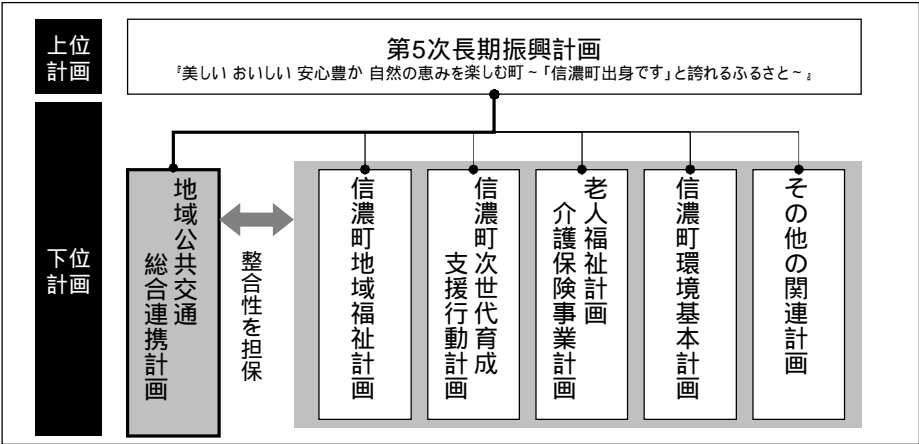 上位
計画
第5次長期振興計画
『美しい おいしい 安心豊か 自然の恵みを楽しむ町~「信濃町出身です」と誇れるふるさと~』
下位
計画
地域公共交通
総合連携計画
整合性を担保
信濃町地域福祉計画
信濃町次世代育成
支援行動計画
老人福祉計画
介護保険事業計画
信濃町環境基本計画
その他の関連計画